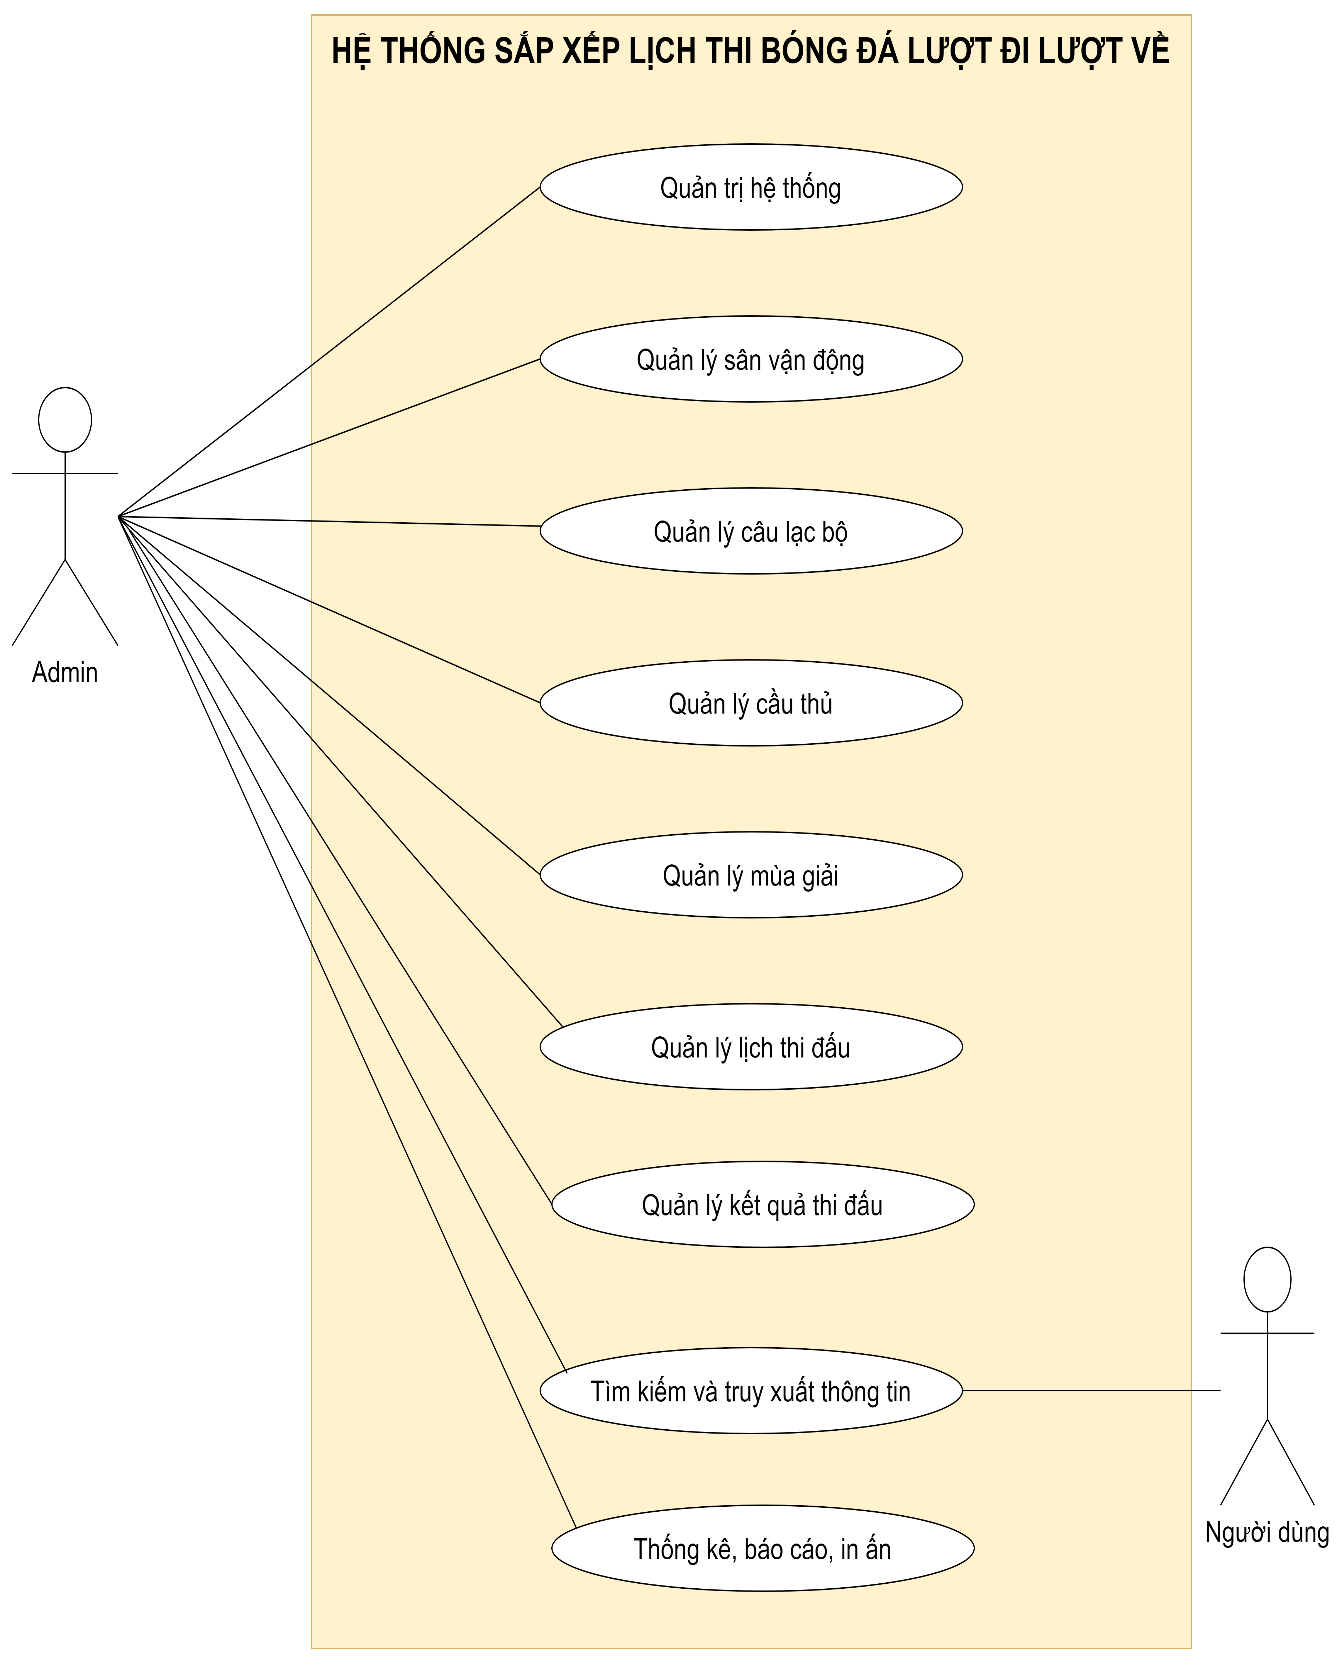 HỆ THỐNG SẮP XẾP LỊCH THI BÓNG ĐÁ LƯỢT ĐI LƯỢT VỀ
Quản trị hệ thống
Quản lý sân vận động
Quản lý câu lạc bộ
Admin
Quản lý cầu thủ
Quản lý mùa giải
Quản lý lịch thi đấu
Quản lý kết quả thi đấu
Tìm kiếm và truy xuất thông tin
Người dùng
Thống kê, báo cáo, in ấn